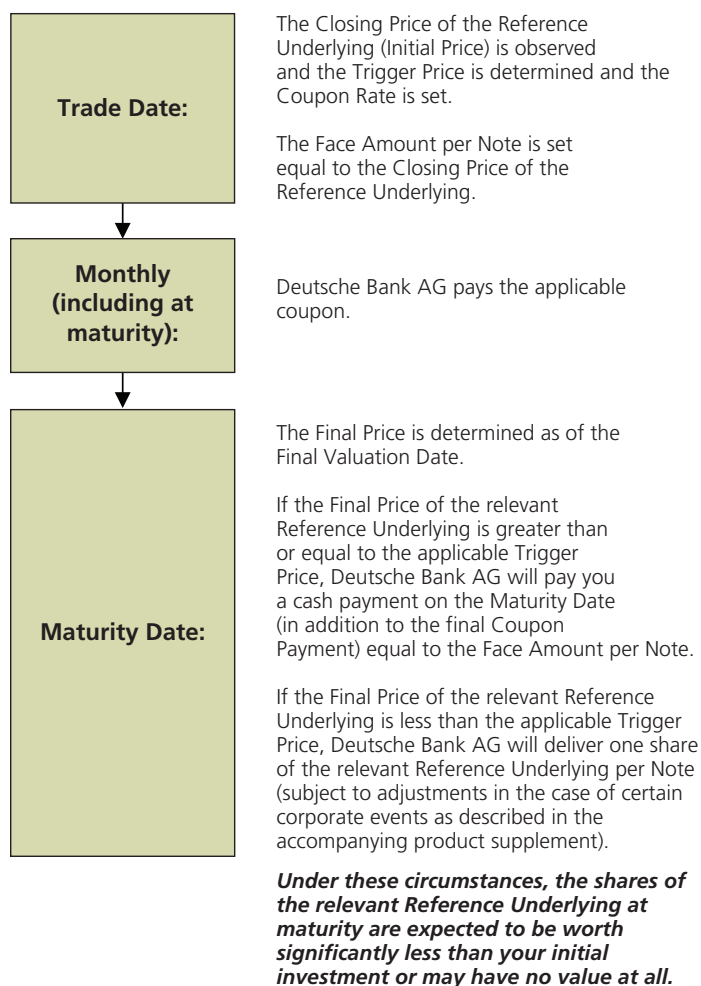 Trade Date:
The Closing Price of the Reference
Underlying (Initial Price) is observed
and the Trigger Price is determined and the
Coupon Rate is set.
The Face Amount per Note is set
equal to the Closing Price of the
Reference Underlying.
Monthly
(including at
maturity):
Deutsche Bank AG pays the applicable
coupon.
Maturity Date:
The Final Price is determined as of the
Final Valuation Date.
If the Final Price of the relevant
Reference Underlying is greater than
or equal to the applicable Trigger
Price, Deutsche Bank AG will pay you
a cash payment on the Maturity Date
(in addition to the final Coupon
Payment) equal to the Face Amount per Note.
If the Final Price of the relevant Reference
Underlying is less than the applicable Trigger
Price, Deutsche Bank AG will deliver one share
of the relevant Reference Underlying per Note
(subject to adjustments in the case of certain
corporate events as described in the
accompanying product supplement).
Under these circumstances, the shares of
the relevant Reference Underlying at
maturity are expected to be worth
significantly less than your initial
investment or may have no value at all.